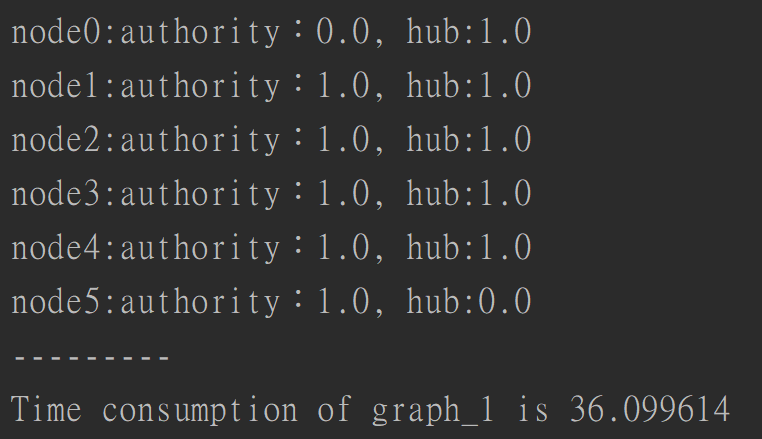 node0:authority：0.0, hub:1.0
node1:authority：1.0, hub:1.0
node2:authority：1.0, hub:1.0
node3:authority：1.0, hub:1.0
node4:authority：1.0, hub:1.0
node5:authority：1.0, hub:0.0
---------
Time consumption of graph_1 is 36.099614